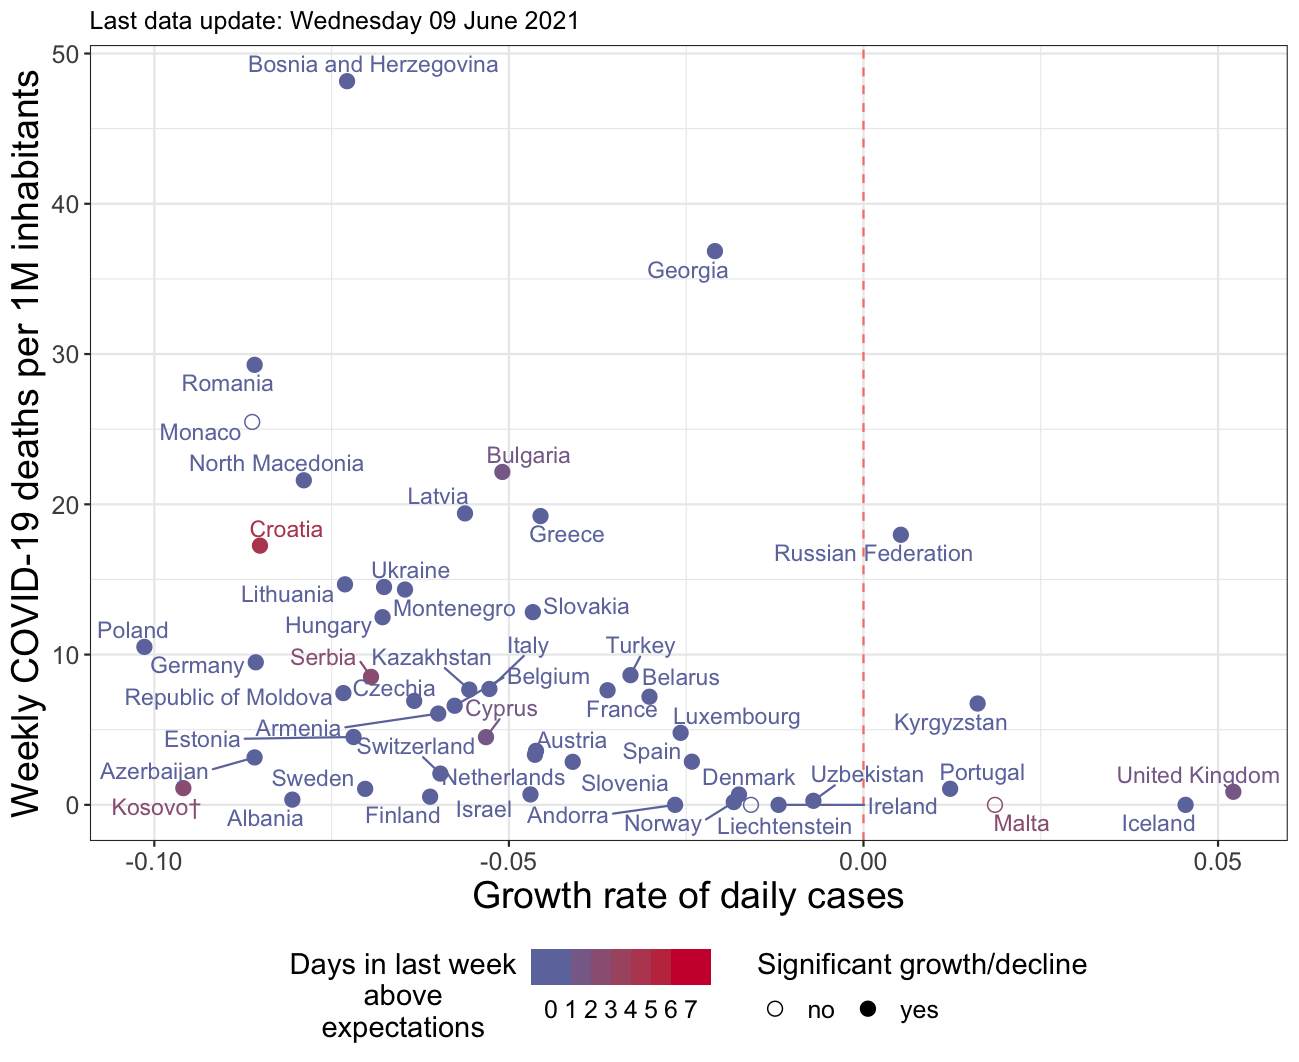 Last data update: Wednesday 09 June 2021
50
40
30
20
10
0
Weekly COVID-19 deaths per 1M inhabitants
Bosnia and Herzegovina
Georgia
Romania
Monaco
North Macedonia
Bulgaria
Latvia
Greece
Croatia
Russian Federation
Ukraine
Lithuania
Montenegro
Slovakia
Hungary
Poland
Italy
Turkey
Serbia
Kazakhstan
Germany
Belgium
Belarus
Republic of Moldova
Czechia
Cyprus
France
Luxembourg
Kyrgyzstan
Armenia
Estonia
Switzerland
Austria
Spain
Azerbaijan
Sweden
Netherlands
Slovenia
Denmark
Uzbekistan
Portugal
United Kingdom
Kosovo†
Albania
Finland
Israel
Andorra
Norway
Liechtenstein
Ireland
Malta
Iceland
-0.10
-0.05
0.00
0.05
Growth rate of daily cases
Days in last week
above
expectations
0 1 2 3 4 5 6 7
Significant growth/decline
no
yes